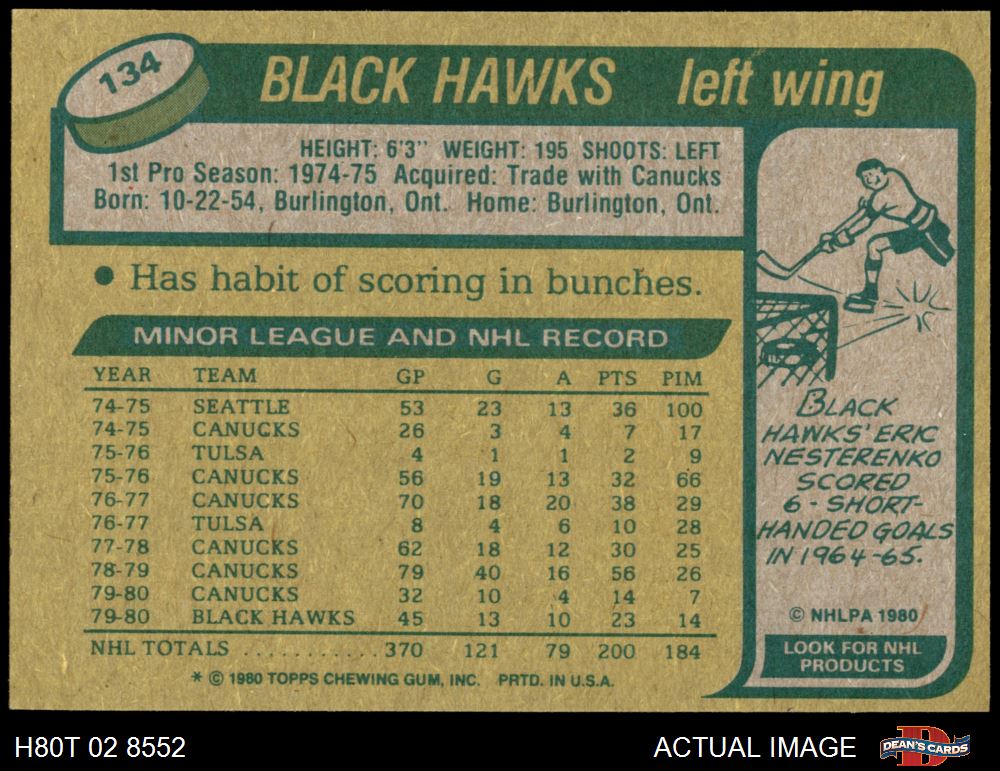 134
BLACK HAWKS left wing
HEIGHT: 6'3" WEIGHT: 195 SHOOTS: LEFT
1st Pro Season: 1974-75 Acquired: Trade with Canucks
Born: 10-22-54, Burlington, Ont. Home: Burlington, Ont.
● Has habit of scoring in bunches.
MINOR LEAGUE AND NHL RECORD
YEAR TEAM GP G A PTS PIM
74-75 SEATTLE 53 23 13 36 100
74-75 CANUCKS 26 3 4 7 17
75-76 TULSA 4 1 1 2 9
75-76 CANUCKS 56 19 13 32 66
76-77 CANUCKS 70 18 20 38 29
76-77 TULSA 8 4 6 10 28
77-78 CANUCKS 62 18 12 30 25
78-79 CANUCKS 79 40 16 56 26
79-80 CANUCKS 32 10 4 14 7
79-80 BLACK HAWKS 45 13 10 23 14
NHL TOTALS ........... 370 121 79 200 184
* © 1980 TOPPS CHEWING GUM, INC. PRTD. IN U.S.A.
BLACK
HAWKS' ERIC
NESTERENKO
SCORED
6 - SHORT-
HANDED GOALS
IN 1964-65.
© NHLPA 1980
LOOK FOR NHL
PRODUCTS
H80T 02 8552
ACTUAL IMAGE
D
DEAN'S CARDS